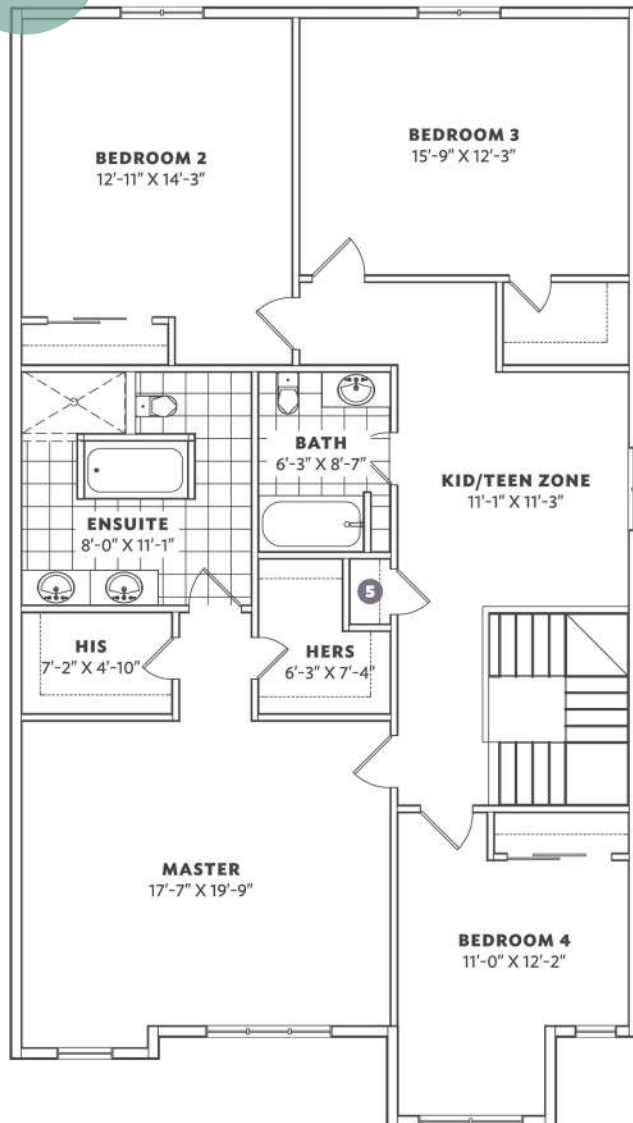 BEDROOM 2
12'-11" X 14'-3"
BEDROOM 3
15'-9" X 12'-3"
BATH
6'-3" X 8'-7"
KID/TEEN ZONE
11'-1" X 11'-3"
ENSUITE
8'-0" X 11'-1"
5
HIS
7'-2" X 4'-10"
HERS
6'-3" X 7'-4"
MASTER
17'-7" X 19'-9"
BEDROOM 4
11'-0" X 12'-2"